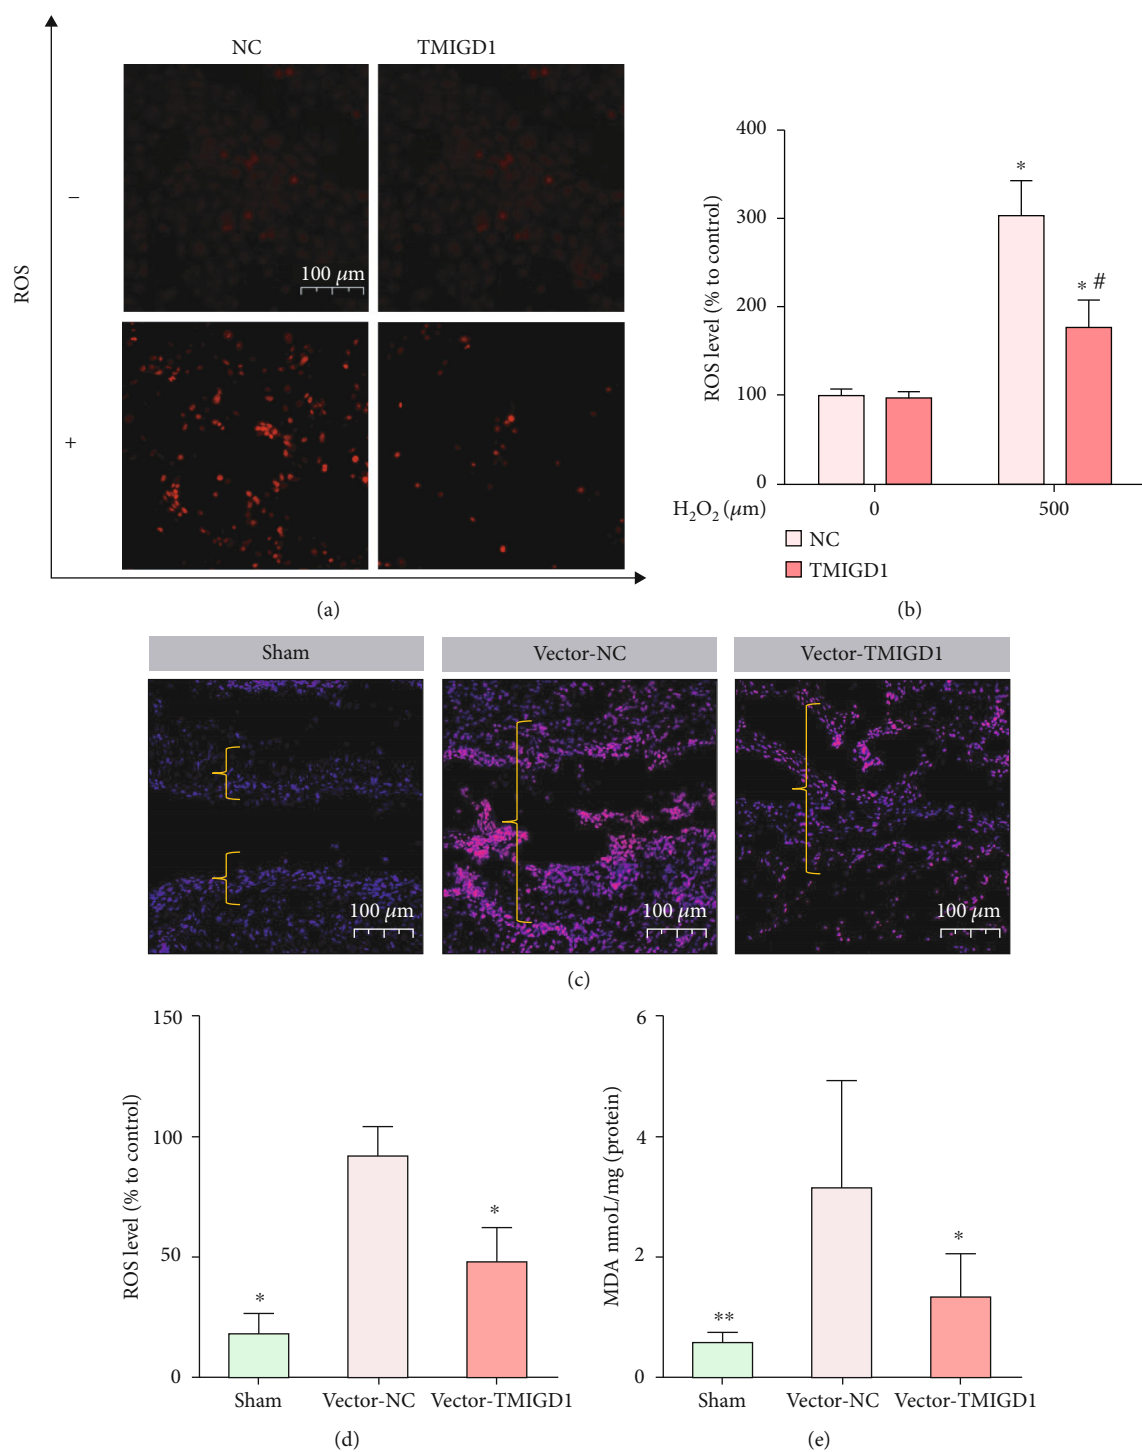 NC TMIGD1
ROS
−
100 μm
+
(a)
ROS level (% to control)
400
300
200
100
0
*
* #
H₂O₂ (μm) 0 500
NC
TMIGD1
(b)
Sham Vector-NC Vector-TMIGD1
100 μm 100 μm 100 μm
(c)
ROS level (% to control)
150
100
50
0
*
*
Sham Vector-NC Vector-TMIGD1
(d)
MDA nmoL/mg (protein)
6
4
2
0
**
*
Sham Vector-NC Vector-TMIGD1
(e)